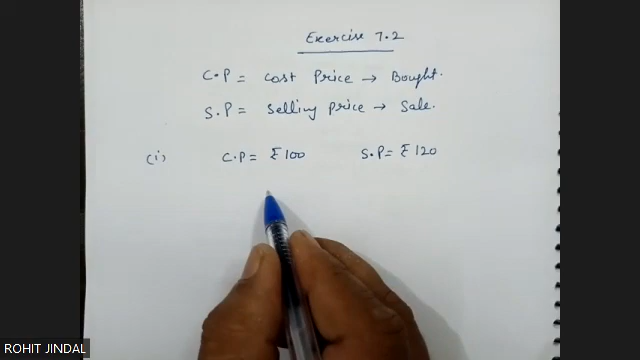 Exercise 7.2
C.P = Cost Price → Bought.
S.P = Selling price → Sale.
(i) C.P = ₹ 100 S.P = ₹ 120
ROHIT JINDAL